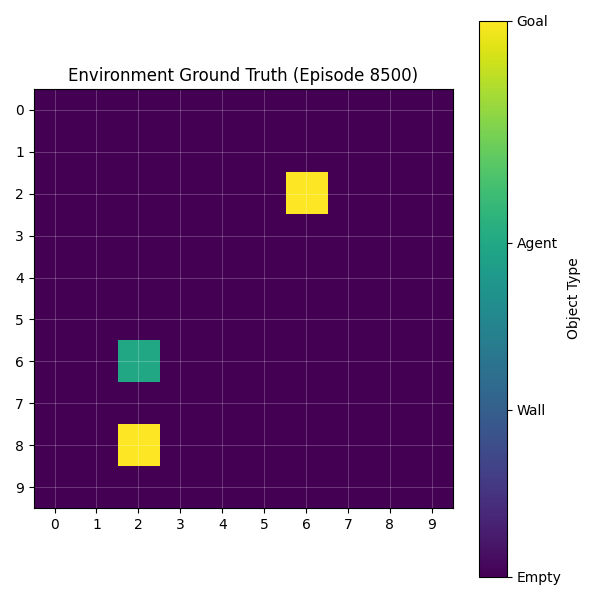 Environment Ground Truth (Episode 8500)
0
1
2
3
4
5
6
7
8
9
0 1 2 3 4 5 6 7 8 9
Goal
Agent
Wall
Empty
Object Type